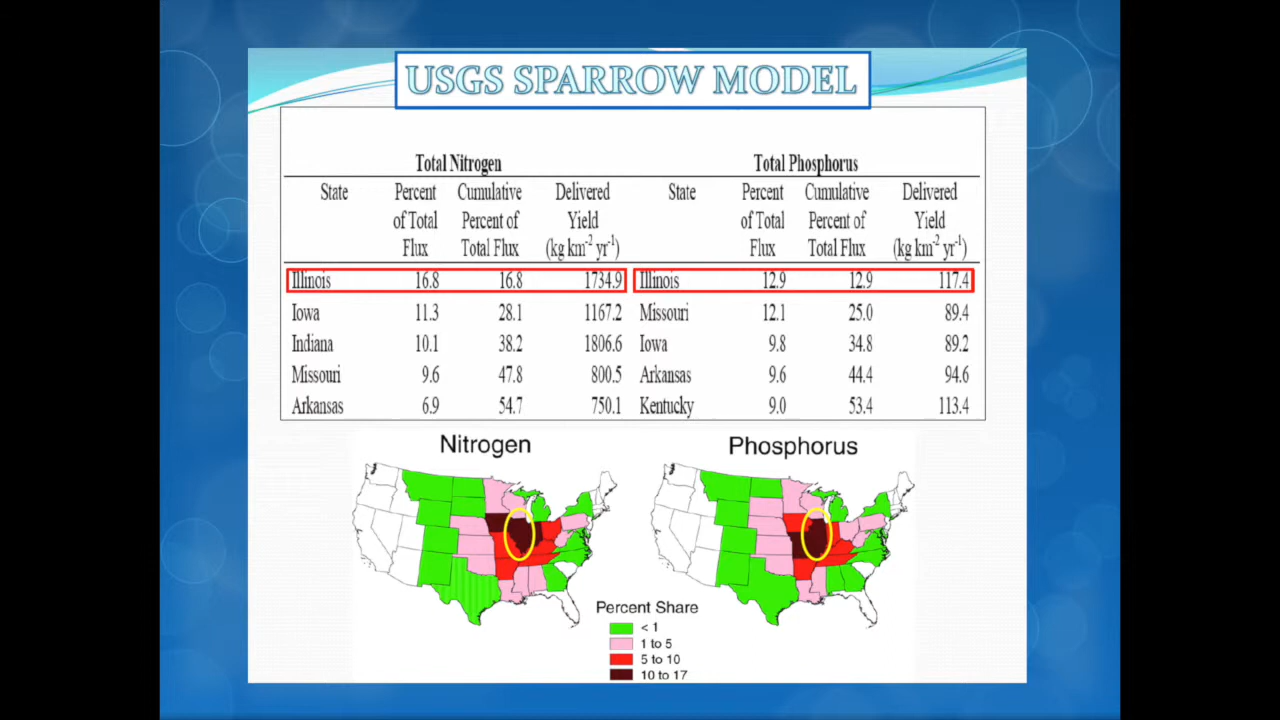 USGS SPARROW MODEL
Total Nitrogen Total Phosphorus
State Percent Cumulative Delivered State Percent Cumulative Delivered
of Total Percent of Yield of Total Percent of Yield
Flux Total Flux (kg km⁻² yr⁻¹) Flux Total Flux (kg km⁻² yr⁻¹)
Illinois 16.8 16.8 1734.9 Illinois 12.9 12.9 117.4
Iowa 11.3 28.1 1167.2 Missouri 12.1 25.0 89.4
Indiana 10.1 38.2 1806.6 Iowa 9.8 34.8 89.2
Missouri 9.6 47.8 800.5 Arkansas 9.6 44.4 94.6
Arkansas 6.9 54.7 750.1 Kentucky 9.0 53.4 113.4
Nitrogen Phosphorus
Percent Share
< 1
1 to 5
5 to 10
10 to 17